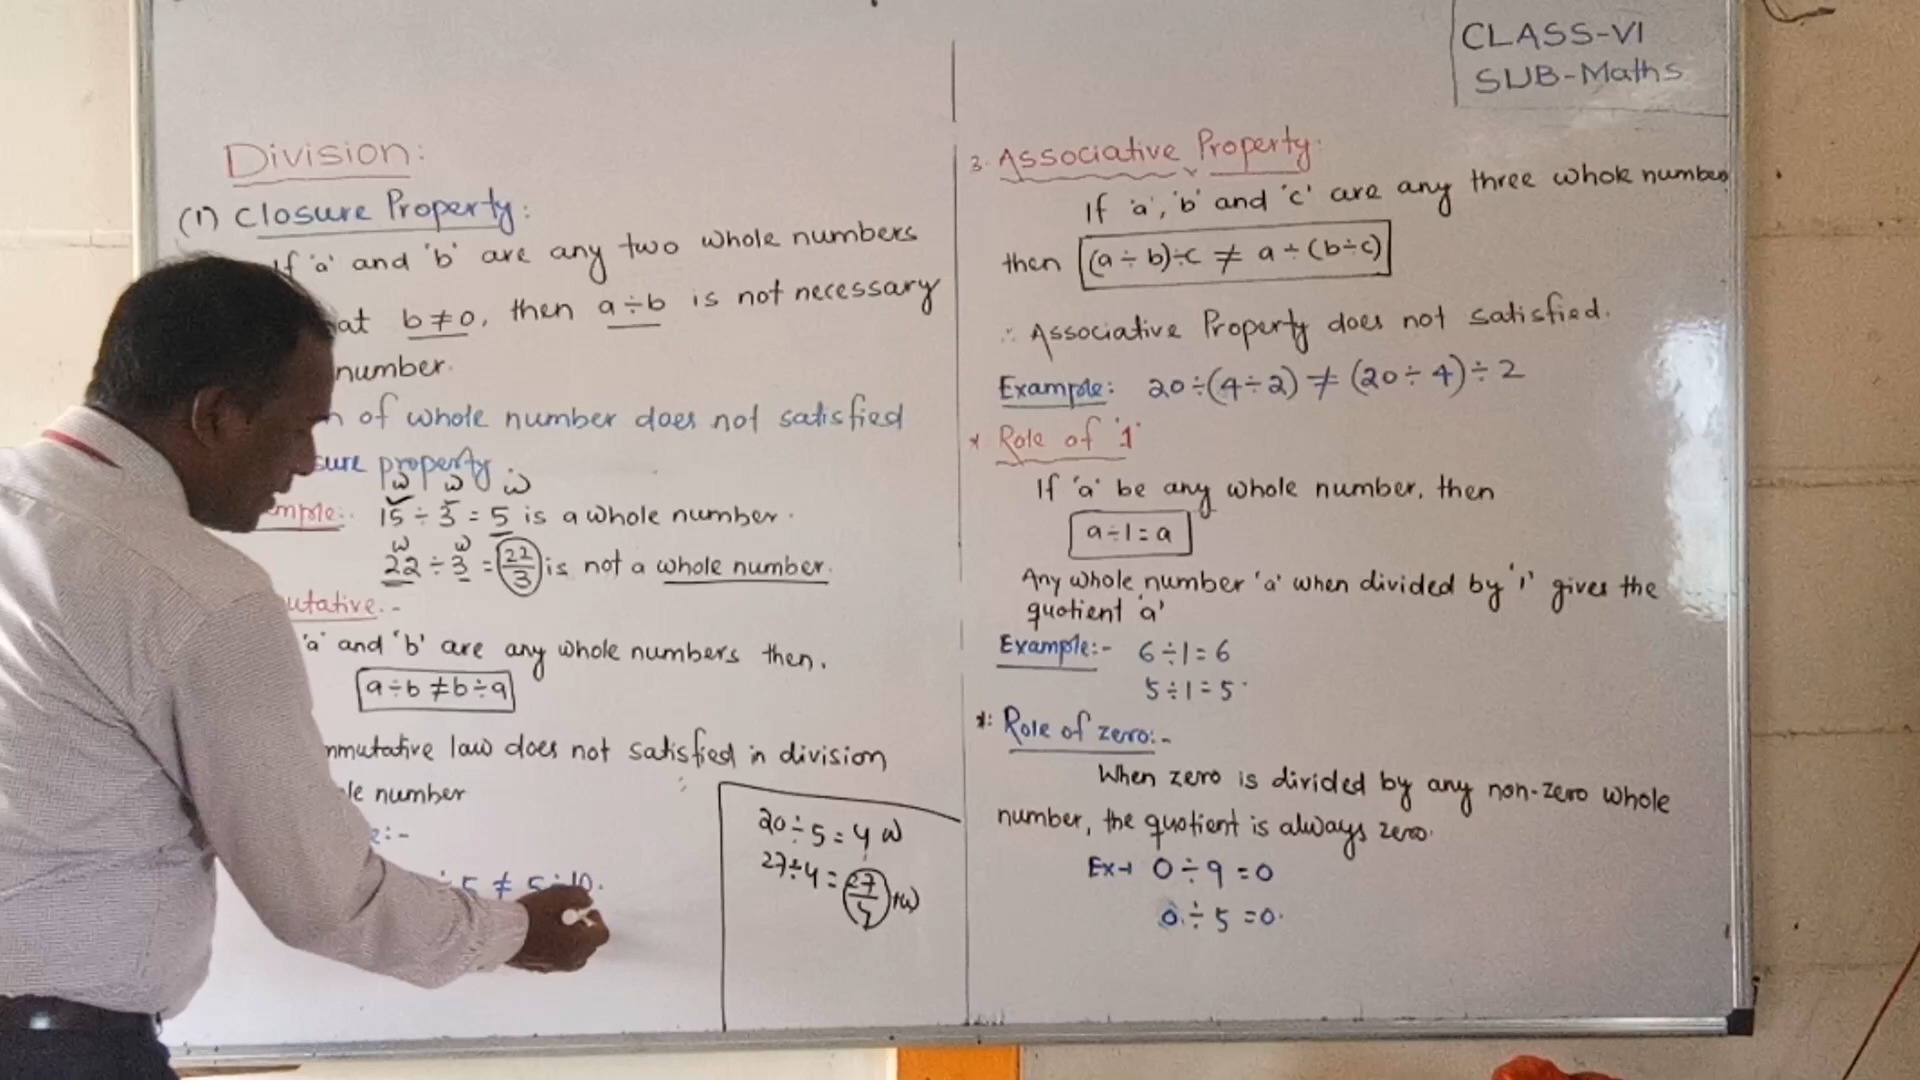 CLASS-VI
SUB-Maths
Division:
(1) Closure Property:
If 'a' and 'b' are any two whole numbers
at b≠0, then a÷b is not necessary
number.
of whole number does not satisfied
sure property
w w w
mple:. 15 ÷ 3 = 5 is a whole number.
w w
22 ÷ 3 = 22/3 is not a whole number.
utative.-
'a' and 'b' are any whole numbers then,
a÷b ≠ b÷a
mmutative law does not satisfied in division
le number
e:-
÷ 5 ≠ 5÷10.
20÷5=4 w
27÷4 = 27/4
3. Associative Property:
If 'a', 'b' and 'c' are any three whole number
then (a÷b)÷c ≠ a÷(b÷c)
∴ Associative Property does not satisfied.
Example: 20÷(4÷2) ≠ (20÷4)÷2
* Role of '1'
If 'a' be any whole number, then
a÷1=a
Any whole number 'a' when divided by '1' gives the
quotient 'a'
Example:- 6÷1=6
5÷1=5.
*: Role of zero:-
When zero is divided by any non-zero whole
number, the quotient is always zero.
Ex→ 0÷9=0
0÷5=0.